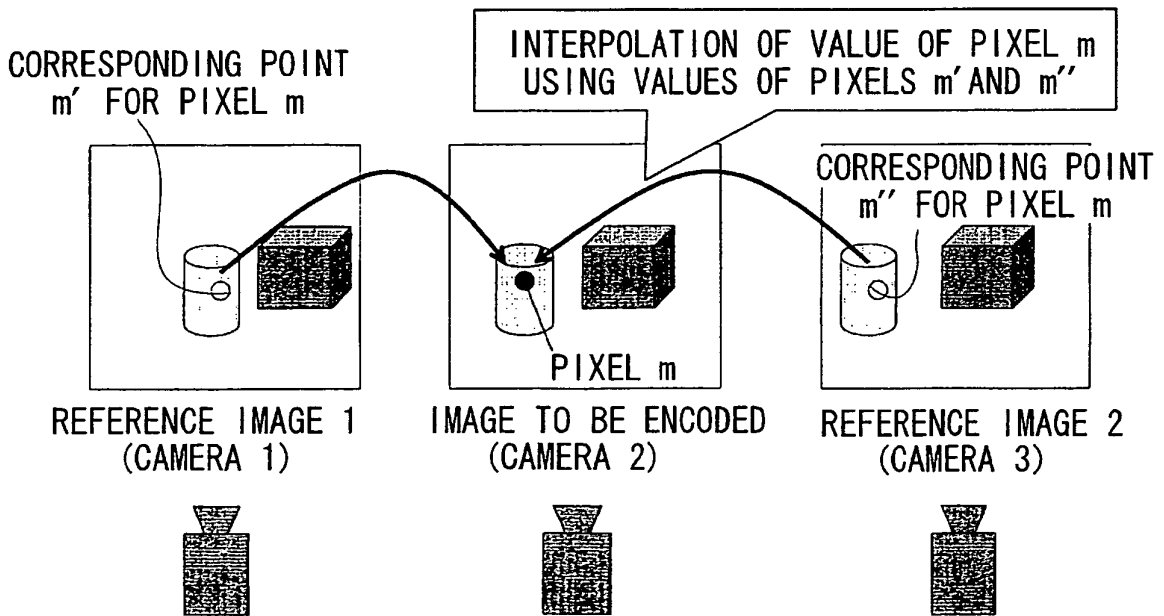 INTERPOLATION OF VALUE OF PIXEL m
USING VALUES OF PIXELS m' AND m''
CORRESPONDING POINT
m' FOR PIXEL m
CORRESPONDING POINT
m'' FOR PIXEL m
PIXEL m
REFERENCE IMAGE 1
(CAMERA 1)
IMAGE TO BE ENCODED
(CAMERA 2)
REFERENCE IMAGE 2
(CAMERA 3)